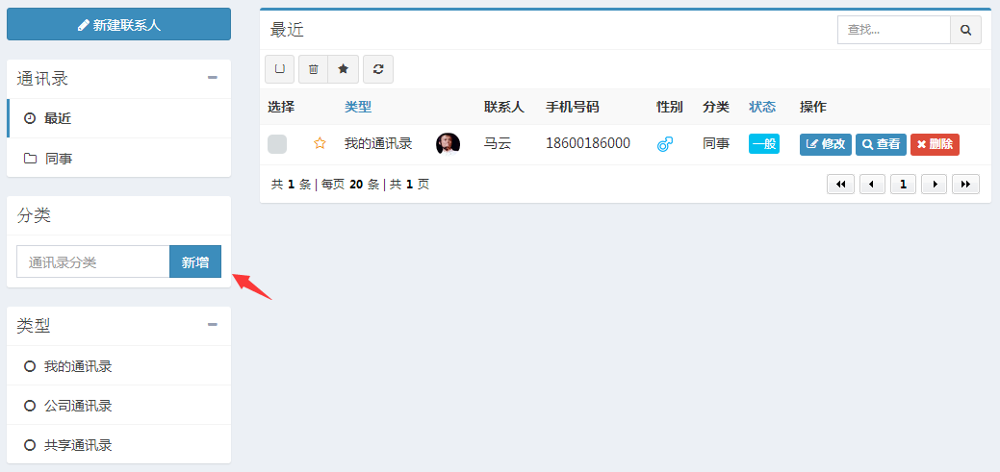 新建联系人
通讯录
最近
同事
分类
通讯录分类 新增
类型
我的通讯录
公司通讯录
共享通讯录
最近 查找...
选择 类型 联系人 手机号码 性别 分类 状态 操作
我的通讯录 马云 18600186000 同事 一般 修改 查看 删除
共 1 条 | 每页 20 条 | 共 1 页 1